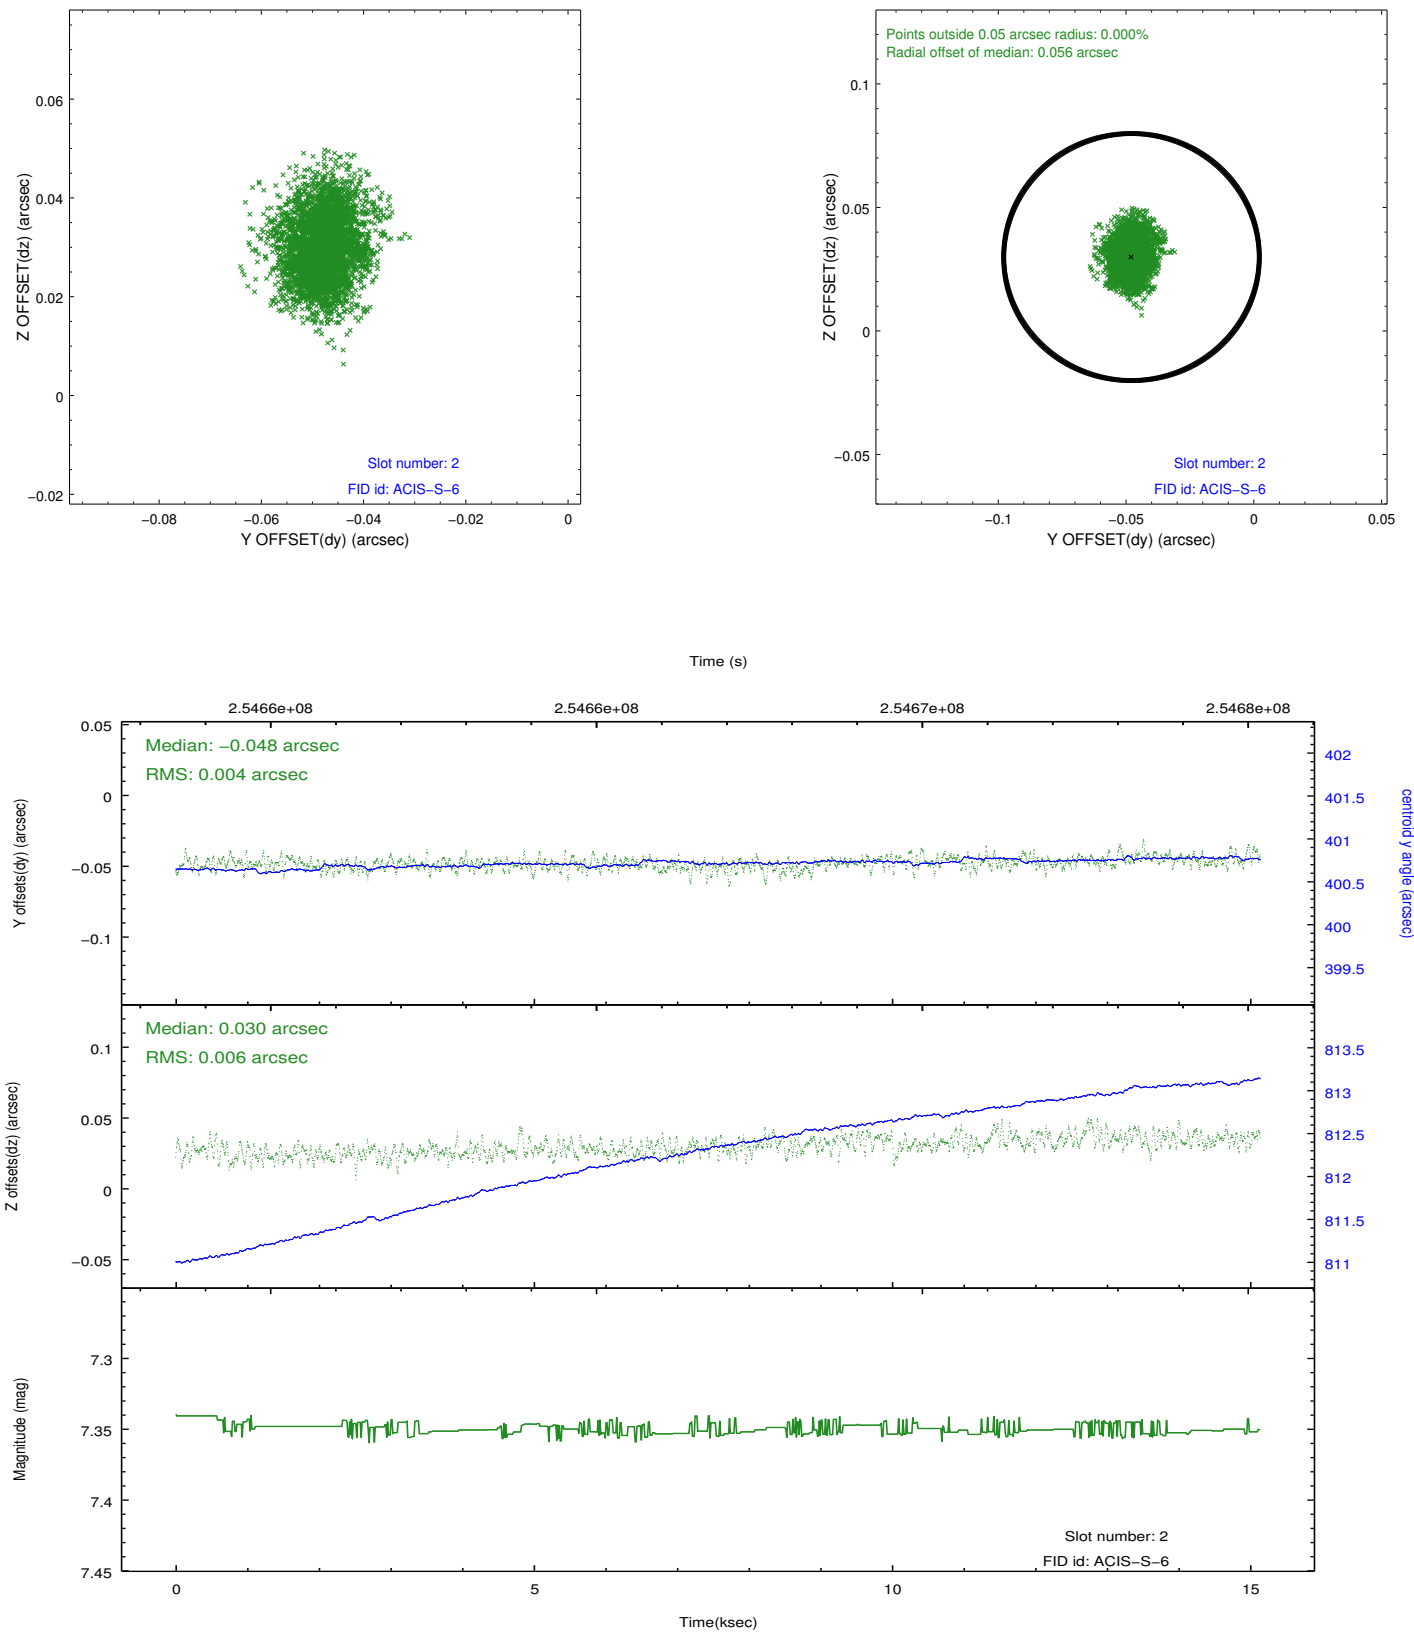 0.06
0.04
0.02
0
−0.02
−0.08
−0.06
−0.04
−0.02
0
Z OFFSET(dz) (arcsec)
Y OFFSET(dy) (arcsec)
Slot number: 2
FID id: ACIS−S−6
Points outside 0.05 arcsec radius: 0.000%
Radial offset of median: 0.056 arcsec
0.1
0.05
0
−0.05
−0.1
−0.05
0
0.05
Z OFFSET(dz) (arcsec)
Y OFFSET(dy) (arcsec)
Slot number: 2
FID id: ACIS−S−6
Time (s)
2.5466e+08
2.5466e+08
2.5467e+08
2.5468e+08
Median: −0.048 arcsec
RMS: 0.004 arcsec
0.05
0
−0.05
−0.1
Y offsets(dy) (arcsec)
402
401.5
401
400.5
400
399.5
centroid y angle (arcsec)
Median: 0.030 arcsec
RMS: 0.006 arcsec
0.1
0.05
0
−0.05
Z offsets(dz) (arcsec)
813.5
813
812.5
812
811.5
811
7.3
7.35
7.4
7.45
Magnitude (mag)
Slot number: 2
FID id: ACIS−S−6
0
5
10
15
Time(ksec)